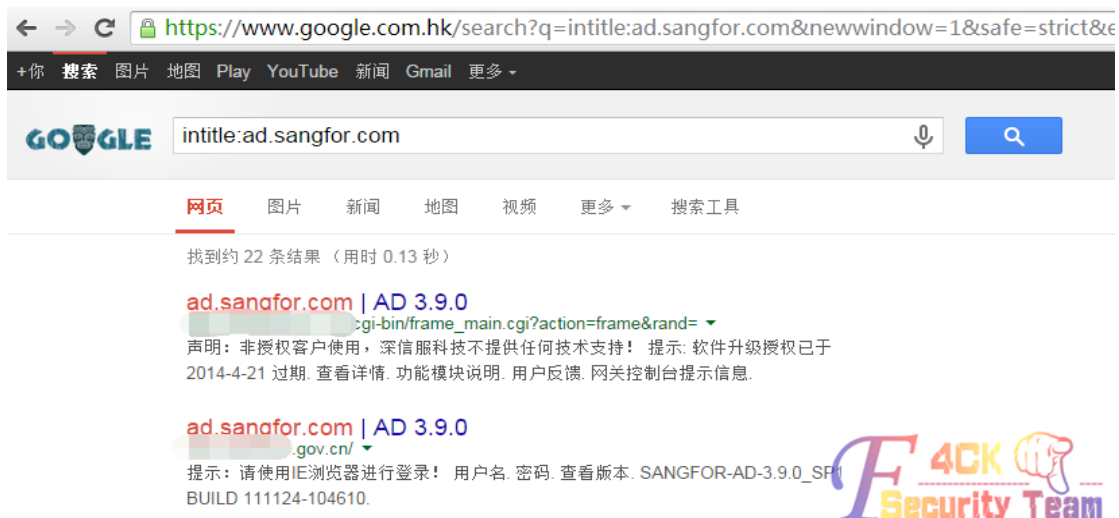 https://www.google.com.hk/search?q=intitle:ad.sangfor.com&newwindow=1&safe=strict&e
+你 搜索 图片 地图 Play YouTube 新闻 Gmail 更多
GOOGLE intitle:ad.sangfor.com
网页 图片 新闻 地图 视频 更多 搜索工具
找到约 22 条结果 （用时 0.13 秒）
ad.sangfor.com | AD 3.9.0
cgi-bin/frame_main.cgi?action=frame&rand=
声明：非授权客户使用，深信服科技不提供任何技术支持！ 提示: 软件升级授权已于
2014-4-21 过期. 查看详情. 功能模块说明. 用户反馈. 网关控制台提示信息.
ad.sangfor.com | AD 3.9.0
.gov.cn/
提示：请使用IE浏览器进行登录！ 用户名. 密码. 查看版本. SANGFOR-AD-3.9.0_SP1
BUILD 111124-104610.
F4CK
Security Team